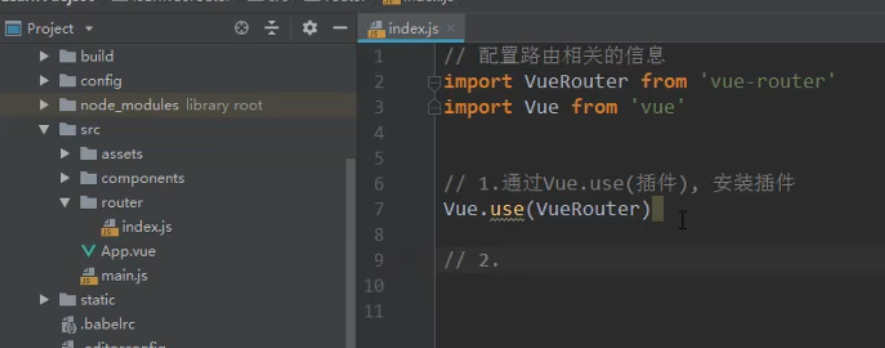 Project
build
config
node_modules library root
src
assets
components
router
index.js
App.vue
main.js
static
.babelrc
index.js
1 // 配置路由相关的信息
2 import VueRouter from 'vue-router'
3 import Vue from 'vue'
4
5
6 // 1.通过Vue.use(插件), 安装插件
7 Vue.use(VueRouter)
8
9 // 2.
10
11